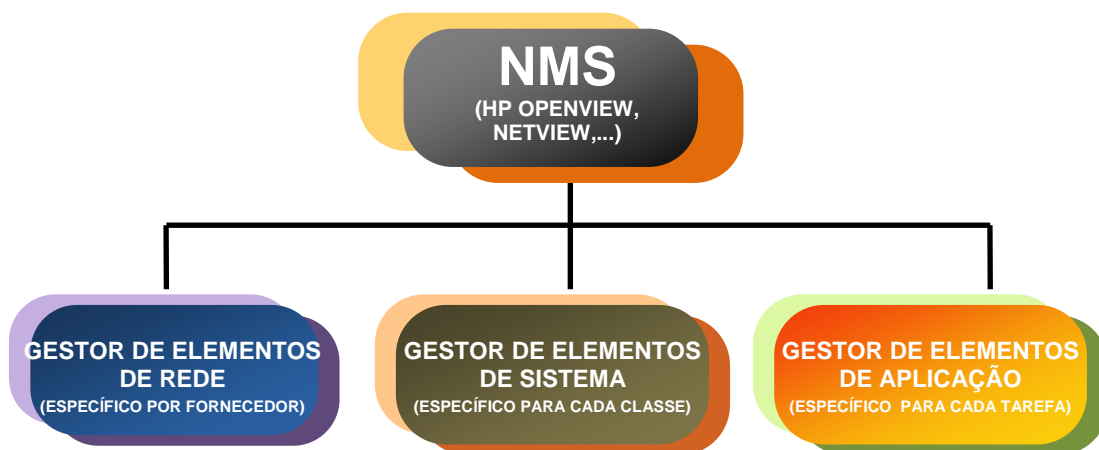 NMS
(HP OPENVIEW,
NETVIEW,...)
GESTOR DE ELEMENTOS
DE REDE
(ESPECÍFICO POR FORNECEDOR)
GESTOR DE ELEMENTOS
DE SISTEMA
(ESPECÍFICO PARA CADA CLASSE)
GESTOR DE ELEMENTOS
DE APLICAÇÃO
(ESPECÍFICO  PARA CADA TAREFA)